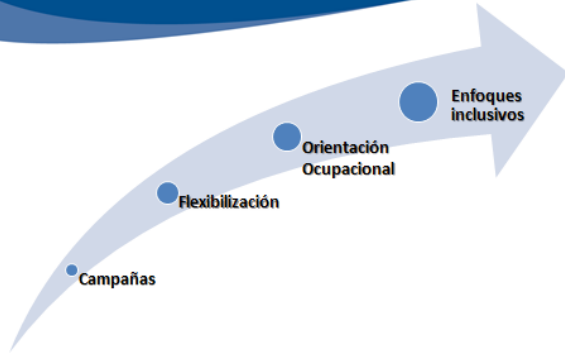 Enfoques
inclusivos
Orientación
Ocupacional
Flexibilización
Campañas